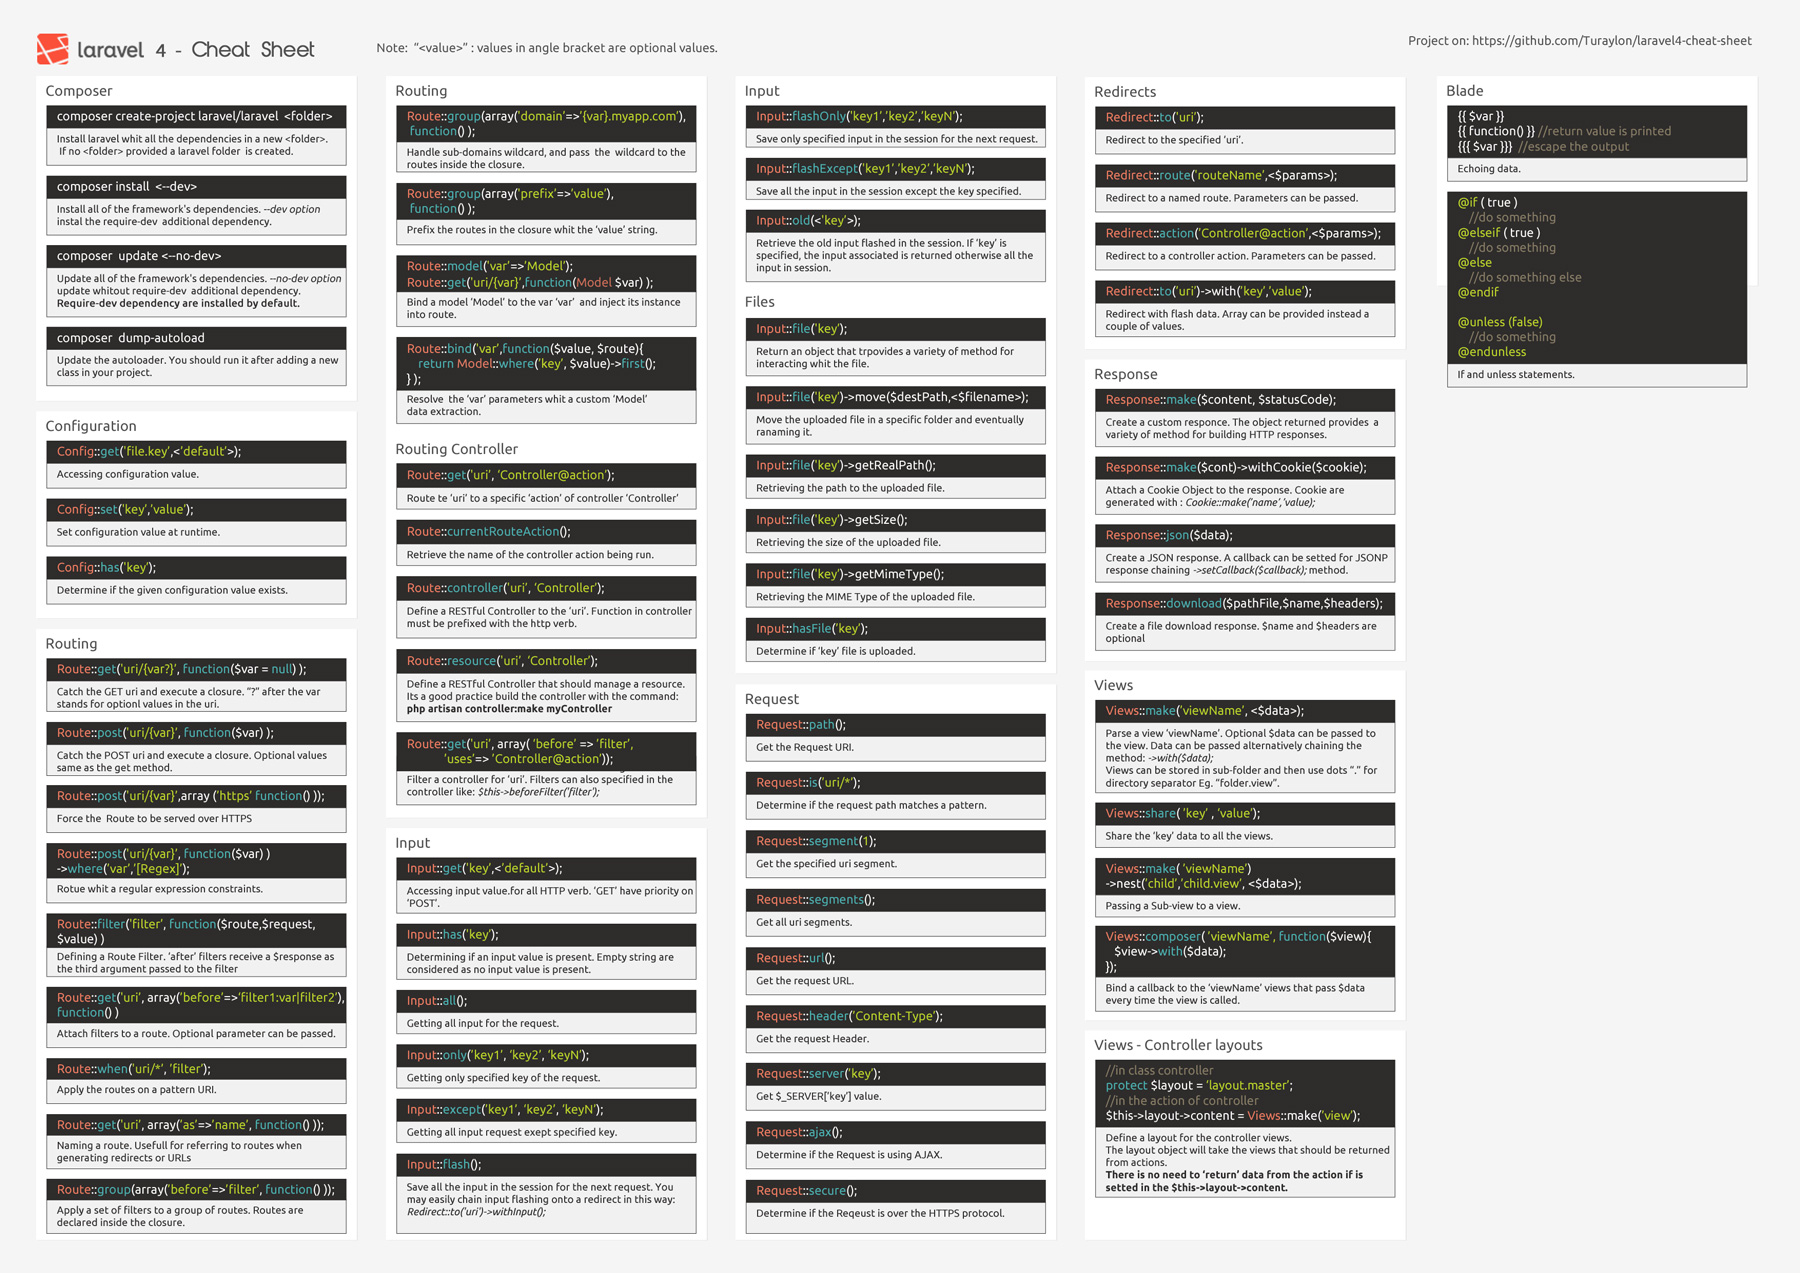 laravel 4 - Cheat Sheet
Note: “<value>” : values in angle bracket are optional values.
Project on: https://github.com/Turaylon/laravel4-cheat-sheet
Composer
composer create-project laravel/laravel <folder>
Install laravel whit all the dependencies in a new <folder>.
If no <folder> provided a laravel folder is created.
composer install <--dev>
Install all of the framework's dependencies. --dev option
instal the require-dev additional dependency.
composer update <--no-dev>
Update all of the framework's dependencies. --no-dev option
update whitout require-dev additional dependency.
Require-dev dependency are installed by default.
composer dump-autoload
Update the autoloader. You should run it after adding a new
class in your project.
Configuration
Config::get(‘file.key’,<‘default’>);
Accessing configuration value.
Config::set(‘key’,’value’);
Set configuration value at runtime.
Config::has(‘key’);
Determine if the given configuration value exists.
Routing
Route::get(‘uri/{var?}’, function($var = null) );
Catch the GET uri and execute a closure. “?” after the var
stands for optionl values in the uri.
Route::post(‘uri/{var}’, function($var) );
Catch the POST uri and execute a closure. Optional values
same as the get method.
Route::post(‘uri/{var}’,array (‘https’ function() ));
Force the Route to be served over HTTPS
Route::post(‘uri/{var}’, function($var) )
->where(‘var’,’[Regex]’);
Rotue whit a regular expression constraints.
Route::filter(‘filter’, function($route,$request,
$value) )
Defining a Route Filter. ‘after’ filters receive a $response as
the third argument passed to the filter
Route::get(‘uri’, array(‘before’=>‘filter1:var|filter2’),
function() )
Attach filters to a route. Optional parameter can be passed.
Route::when(‘uri/*’, ‘filter’);
Apply the routes on a pattern URI.
Route::get(‘uri’, array(‘as’=>’name’, function() ));
Naming a route. Usefull for referring to routes when
generating redirects or URLs
Route::group(array(‘before’=>‘filter’, function() ));
Apply a set of filters to a group of routes. Routes are
declared inside the closure.
Routing
Route::group(array(‘domain’=>‘{var}.myapp.com’),
function() );
Handle sub-domains wildcard, and pass the wildcard to the
routes inside the closure.
Route::group(array(‘prefix’=>’value’),
function() );
Prefix the routes in the closure whit the ‘value’ string.
Route::model(‘var’=>’Model’);
Route::get(‘uri/{var}’,function(Model $var) );
Bind a model ‘Model’ to the var ‘var’ and inject its instance
into route.
Route::bind(‘var’,function($value, $route){
return Model::where(‘key’, $value)->first();
} );
Resolve the ‘var’ parameters whit a custom ‘Model’
data extraction.
Routing Controller
Route::get(‘uri’, ‘Controller@action’);
Route te ‘uri’ to a specific ‘action’ of controller ‘Controller’
Route::currentRouteAction();
Retrieve the name of the controller action being run.
Route::controller(‘uri’, ‘Controller’);
Define a RESTful Controller to the ‘uri’. Function in controller
must be prefixed with the http verb.
Route::resource(‘uri’, ‘Controller’);
Define a RESTful Controller that should manage a resource.
Its a good practice build the controller with the command:
php artisan controller:make myController
Route::get(‘uri’, array( ‘before’ => ‘filter’,
‘uses’=> ‘Controller@action’));
Filter a controller for ‘uri’. Filters can also specified in the
controller like: $this->beforeFilter(‘filter’);
Input
Input::get(‘key’,<‘default’>);
Accessing input value.for all HTTP verb. ‘GET’ have priority on
‘POST’.
Input::has(‘key’);
Determining if an input value is present. Empty string are
considered as no input value is present.
Input::all();
Getting all input for the request.
Input::only(‘key1’, ‘key2’, ‘keyN’);
Getting only specified key of the request.
Input::except(‘key1’, ‘key2’, ‘keyN’);
Getting all input request exept specified key.
Input::flash();
Save all the input in the session for the next request. You
may easily chain input flashing onto a redirect in this way:
Redirect::to(‘uri’)->withInput();
Input
Input::flashOnly(‘key1’,’key2’,’keyN’);
Save only specified input in the session for the next request.
Input::flashExcept(‘key1’,’key2’,’keyN’);
Save all the input in the session except the key specified.
Input::old(<‘key’>);
Retrieve the old input flashed in the session. If ‘key’ is
specified, the input associated is returned otherwise all the
input in session.
Files
Input::file(‘key’);
Return an object that trpovides a variety of method for
interacting whit the file.
Input::file(‘key’)->move($destPath,<$filename>);
Move the uploaded file in a specific folder and eventually
ranaming it.
Input::file(‘key’)->getRealPath();
Retrieving the path to the uploaded file.
Input::file(‘key’)->getSize();
Retrieving the size of the uploaded file.
Input::file(‘key’)->getMimeType();
Retrieving the MIME Type of the uploaded file.
Input::hasFile(‘key’);
Determine if ‘key’ file is uploaded.
Request
Request::path();
Get the Request URI.
Request::is(‘uri/*’);
Determine if the request path matches a pattern.
Request::segment(1);
Get the specified uri segment.
Request::segments();
Get all uri segments.
Request::url();
Get the request URL.
Request::header(‘Content-Type’);
Get the request Header.
Request::server(‘key’);
Get $_SERVER[‘key’] value.
Request::ajax();
Determine if the Request is using AJAX.
Request::secure();
Determine if the Reqeust is over the HTTPS protocol.
Redirects
Redirect::to(‘uri’);
Redirect to the specified ‘uri’.
Redirect::route(‘routeName’,<$params>);
Redirect to a named route. Parameters can be passed.
Redirect::action(‘Controller@action’,<$params>);
Redirect to a controller action. Parameters can be passed.
Redirect::to(‘uri’)->with(‘key’,’value’);
Redirect with flash data. Array can be provided instead a
couple of values.
Response
Response::make($content, $statusCode);
Create a custom responce. The object returned provides a
variety of method for building HTTP responses.
Response::make($cont)->withCookie($cookie);
Attach a Cookie Object to the response. Cookie are
generated with : Cookie::make(‘name’,’value);
Response::json($data);
Create a JSON response. A callback can be setted for JSONP
response chaining ->setCallback($callback); method.
Response::download($pathFile,$name,$headers);
Create a file download response. $name and $headers are
optional
Views
Views::make(‘viewName’, <$data>);
Parse a view ‘viewName’. Optional $data can be passed to
the view. Data can be passed alternatively chaining the
method: ->with($data);
Views can be stored in sub-folder and then use dots “.” for
directory separator Eg. “folder.view”.
Views::share( ‘key’ , ‘value’);
Share the ‘key’ data to all the views.
Views::make( ‘viewName’)
->nest(‘child’,’child.view’, <$data>);
Passing a Sub-view to a view.
Views::composer( ‘viewName’, function($view){
$view->with($data);
});
Bind a callback to the ‘viewName’ views that pass $data
every time the view is called.
Views - Controller layouts
//in class controller
protect $layout = ‘layout.master’;
//in the action of controller
$this->layout->content = Views::make(‘view’);
Define a layout for the controller views.
The layout object will take the views that should be returned
from actions.
There is no need to ‘return’ data from the action if is
setted in the $this->layout->content.
Blade
{{ $var }}
{{ function() }} //return value is printed
{{{ $var }}} //escape the output
Echoing data.
@if ( true )
//do something
@elseif ( true )
//do something
@else
//do something else
@endif
@unless (false)
//do something
@endunless
If and unless statements.